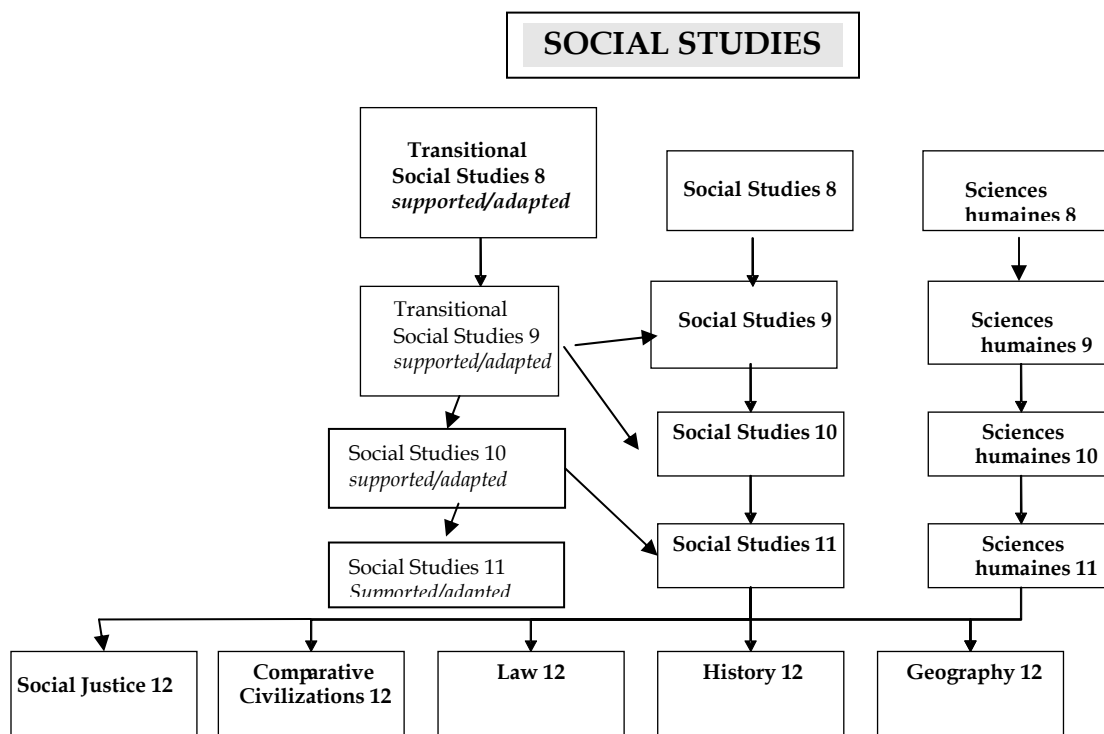 SOCIAL STUDIES
Transitional
Social Studies 8
supported/adapted
Social Studies 8
Sciences
humaines 8
Transitional
Social Studies 9
supported/adapted
Social Studies 9
Sciences
humaines 9
Social Studies 10
supported/adapted
Social Studies 10
Sciences
humaines 10
Social Studies 11
Supported/adapted
Social Studies 11
Sciences
humaines 11
Social Justice 12
Comparative
Civilizations 12
Law 12
History 12
Geography 12